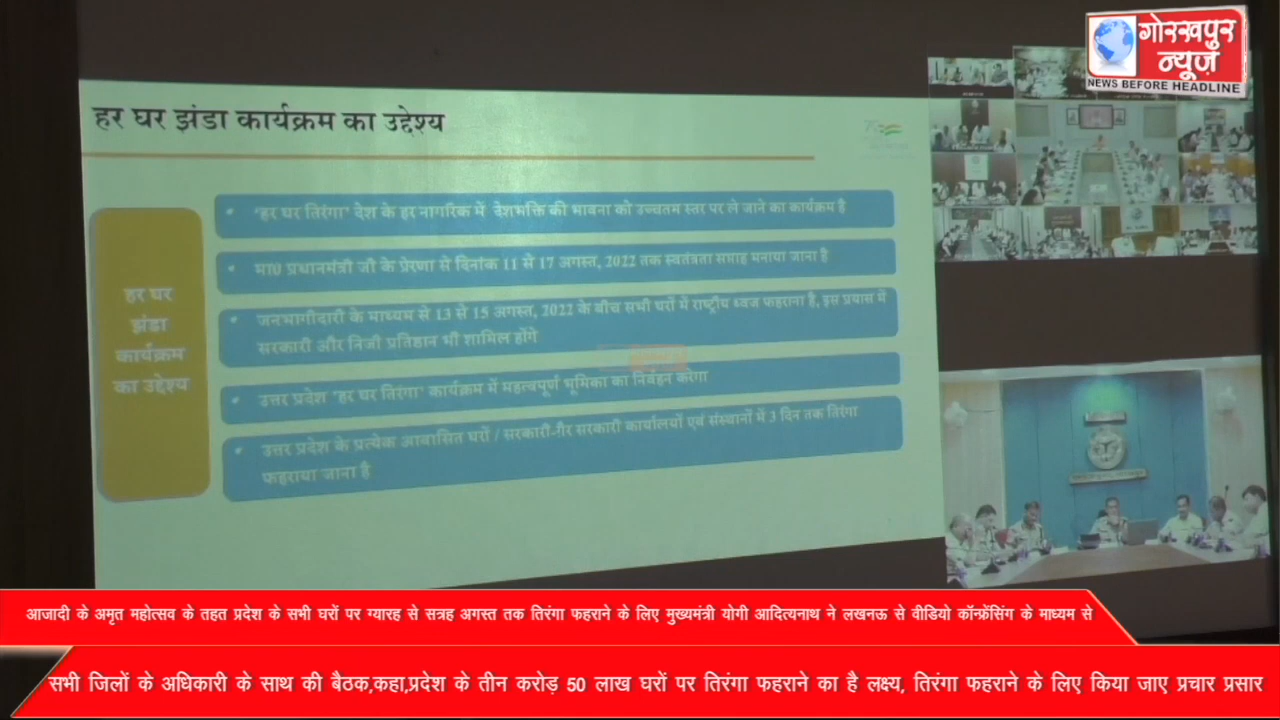 गोरखपुर
न्यूज़
NEWS BEFORE HEADLINE
हर घर झंडा कार्यक्रम का उद्देश्य
हर घर
झंडा
कार्यक्रम
का उद्देश्य
• "हर घर तिरंगा" देश के हर नागरिक में देशभक्ति की भावना को उच्चतम स्तर पर ले जाने का कार्यक्रम है
• मा0 प्रधानमंत्री जी के प्रेरणा से दिनांक 11 से 17 अगस्त, 2022 तक स्वतंत्रता सप्ताह मनाया जाना है
• जनभागीदारी के माध्यम से 13 से 15 अगस्त, 2022 के बीच सभी घरों में राष्ट्रीय ध्वज फहराना है, इस प्रयास में
सरकारी और निजी प्रतिष्ठान भी शामिल होंगे
• उत्तर प्रदेश "हर घर तिरंगा" कार्यक्रम में महत्वपूर्ण भूमिका का निर्वहन करेगा
• उत्तर प्रदेश के प्रत्येक आवासित घरों / सरकारी-गैर सरकारी कार्यालयों एवं संस्थानों में 3 दिन तक तिरंगा
फहराया जाना है
आजादी के अमृत महोत्सव के तहत प्रदेश के सभी घरों पर ग्यारह से सत्रह अगस्त तक तिरंगा फहराने के लिए मुख्यमंत्री योगी आदित्यनाथ ने लखनऊ से वीडियो कॉन्फ्रेंसिंग के माध्यम से
सभी जिलों के अधिकारी के साथ की बैठक,कहा,प्रदेश के तीन करोड़ 50 लाख घरों पर तिरंगा फहराने का है लक्ष्य, तिरंगा फहराने के लिए किया जाए प्रचार प्रसार